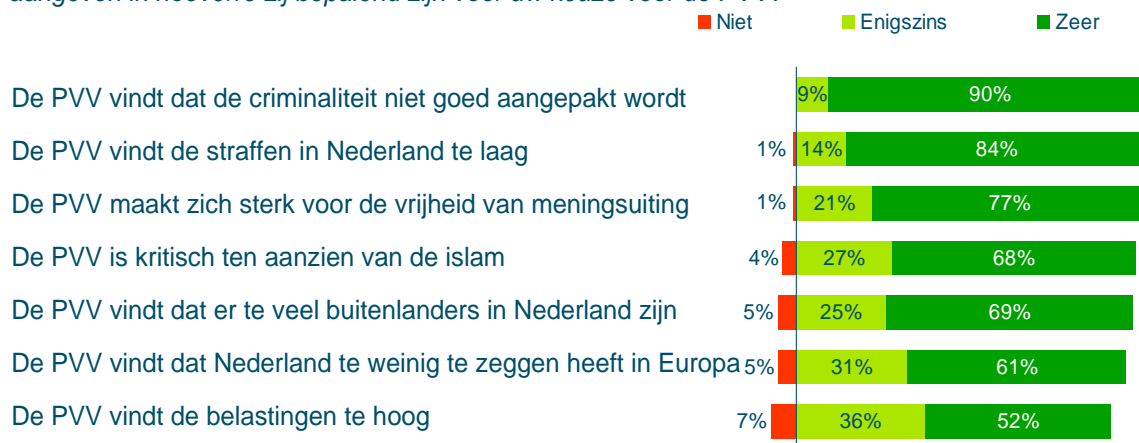 Niet Enigszins Zeer
De PVV vindt dat de criminaliteit niet goed aangepakt wordt 9% 90%
De PVV vindt de straffen in Nederland te laag 1% 14% 84%
De PVV maakt zich sterk voor de vrijheid van meningsuiting 1% 21% 77%
De PVV is kritisch ten aanzien van de islam 4% 27% 68%
De PVV vindt dat er te veel buitenlanders in Nederland zijn 5% 25% 69%
De PVV vindt dat Nederland te weinig te zeggen heeft in Europa 5% 31% 61%
De PVV vindt de belastingen te hoog 7% 36% 52%